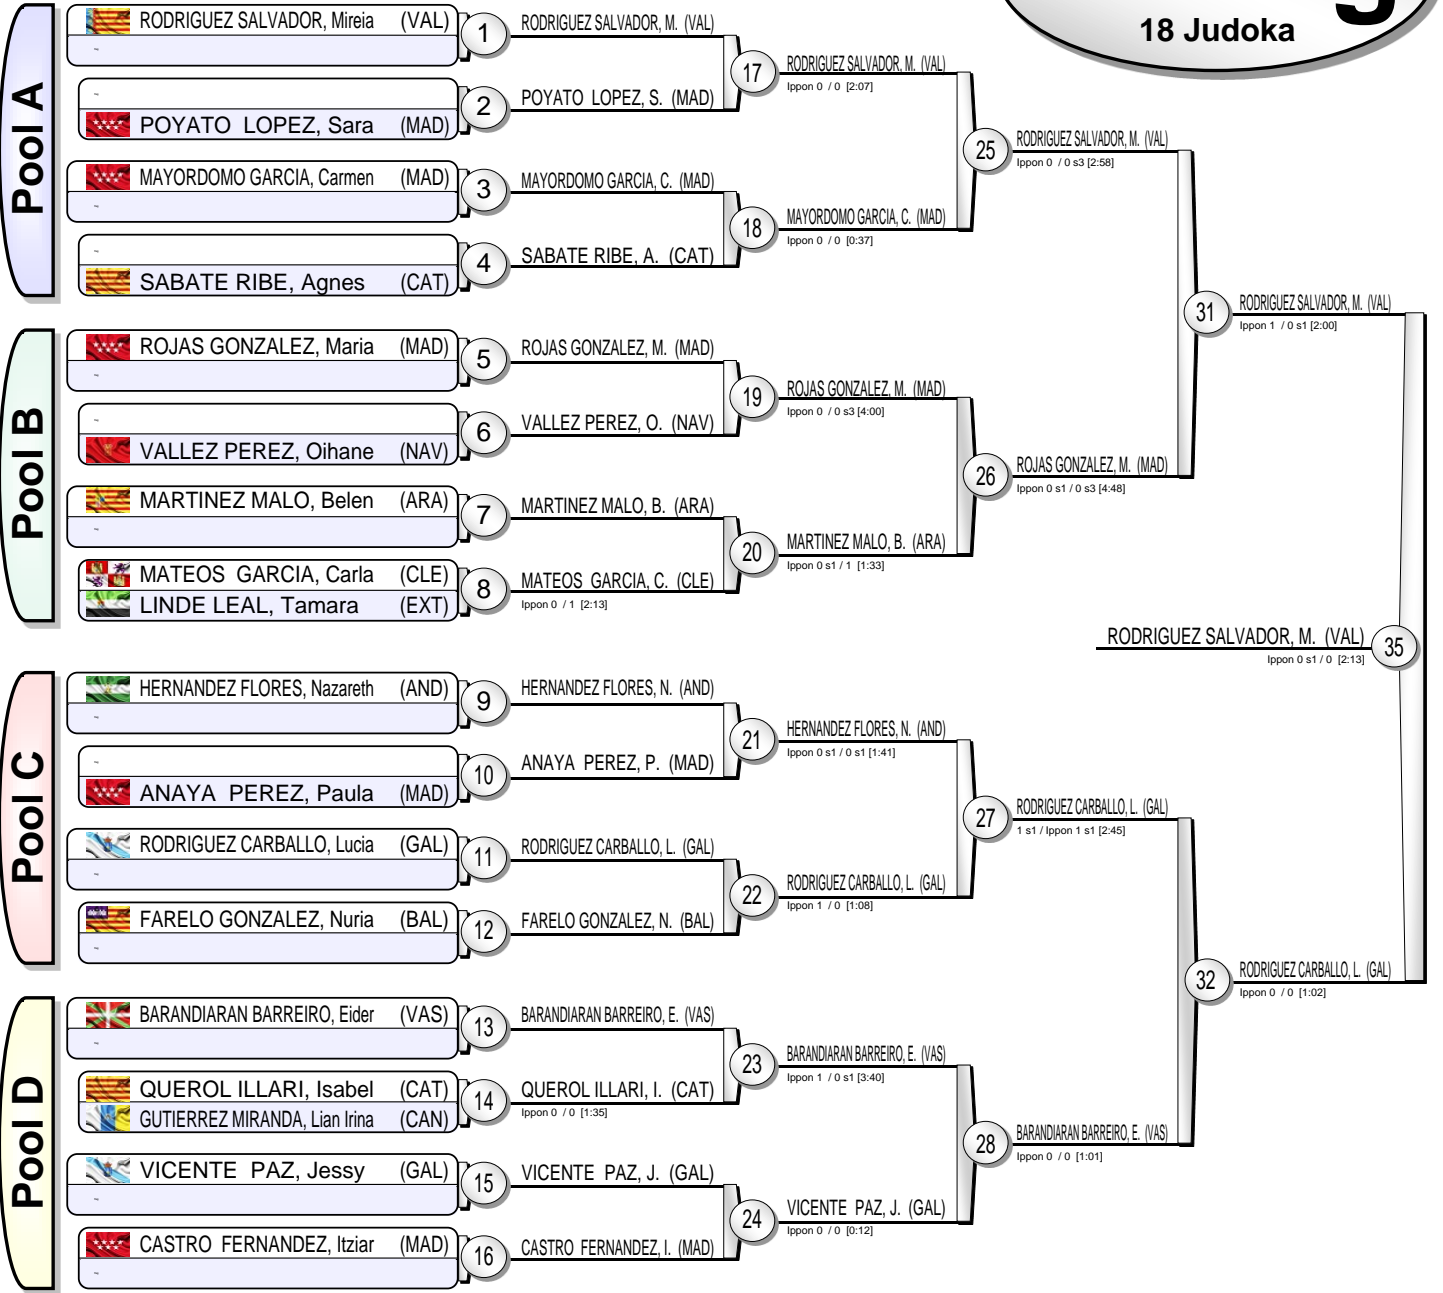 18 Judoka
Pool A
RODRIGUEZ SALVADOR, Mireia (VAL)
-
1
-
POYATO LOPEZ, Sara (MAD)
2
MAYORDOMO GARCIA, Carmen (MAD)
-
3
-
SABATE RIBE, Agnes (CAT)
4
Pool B
ROJAS GONZALEZ, Maria (MAD)
-
5
-
VALLEZ PEREZ, Oihane (NAV)
6
MARTINEZ MALO, Belen (ARA)
-
7
MATEOS GARCIA, Carla (CLE)
LINDE LEAL, Tamara (EXT)
8
Pool C
HERNANDEZ FLORES, Nazareth (AND)
-
9
-
ANAYA PEREZ, Paula (MAD)
10
RODRIGUEZ CARBALLO, Lucia (GAL)
-
11
FARELO GONZALEZ, Nuria (BAL)
-
12
Pool D
BARANDIARAN BARREIRO, Eider (VAS)
-
13
QUEROL ILLARI, Isabel (CAT)
GUTIERREZ MIRANDA, Lian Irina (CAN)
14
VICENTE PAZ, Jessy (GAL)
-
15
CASTRO FERNANDEZ, Itziar (MAD)
-
16
RODRIGUEZ SALVADOR, M. (VAL)
17
POYATO LOPEZ, S. (MAD)
MAYORDOMO GARCIA, C. (MAD)
18
SABATE RIBE, A. (CAT)
ROJAS GONZALEZ, M. (MAD)
19
VALLEZ PEREZ, O. (NAV)
MARTINEZ MALO, B. (ARA)
20
MATEOS GARCIA, C. (CLE)
Ippon 0 / 1 [2:13]
HERNANDEZ FLORES, N. (AND)
21
ANAYA PEREZ, P. (MAD)
RODRIGUEZ CARBALLO, L. (GAL)
22
FARELO GONZALEZ, N. (BAL)
BARANDIARAN BARREIRO, E. (VAS)
23
QUEROL ILLARI, I. (CAT)
Ippon 0 / 0 [1:35]
VICENTE PAZ, J. (GAL)
24
CASTRO FERNANDEZ, I. (MAD)
RODRIGUEZ SALVADOR, M. (VAL)
Ippon 0 / 0 [2:07]
25
MAYORDOMO GARCIA, C. (MAD)
Ippon 0 / 0 [0:37]
ROJAS GONZALEZ, M. (MAD)
Ippon 0 / 0 s3 [4:00]
26
MARTINEZ MALO, B. (ARA)
Ippon 0 s1 / 1 [1:33]
HERNANDEZ FLORES, N. (AND)
Ippon 0 s1 / 0 s1 [1:41]
27
RODRIGUEZ CARBALLO, L. (GAL)
Ippon 1 / 0 [1:08]
BARANDIARAN BARREIRO, E. (VAS)
Ippon 1 / 0 s1 [3:40]
28
VICENTE PAZ, J. (GAL)
Ippon 0 / 0 [0:12]
RODRIGUEZ SALVADOR, M. (VAL)
Ippon 0 / 0 s3 [2:58]
31
ROJAS GONZALEZ, M. (MAD)
Ippon 0 s1 / 0 s3 [4:48]
RODRIGUEZ CARBALLO, L. (GAL)
1 s1 / Ippon 1 s1 [2:45]
32
BARANDIARAN BARREIRO, E. (VAS)
Ippon 0 / 0 [1:01]
RODRIGUEZ SALVADOR, M. (VAL)
Ippon 1 / 0 s1 [2:00]
RODRIGUEZ SALVADOR, M. (VAL)
Ippon 0 s1 / 0 [2:13]
35
RODRIGUEZ CARBALLO, L. (GAL)
Ippon 0 / 0 [1:02]